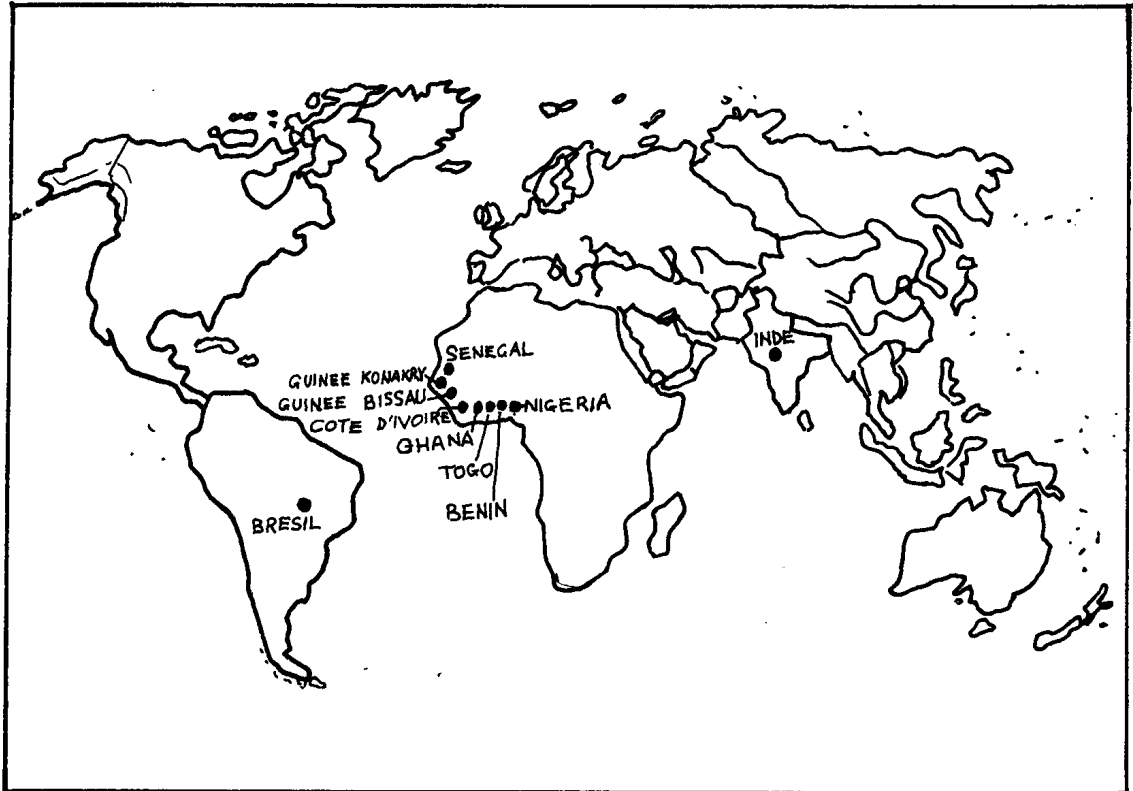 INDE
SENEGAL
GUINEE KONAKRY
GUINEE BISSAU
NIGERIA
COTE D'IVOIRE
GHANA
TOGO
BENIN
BRESIL